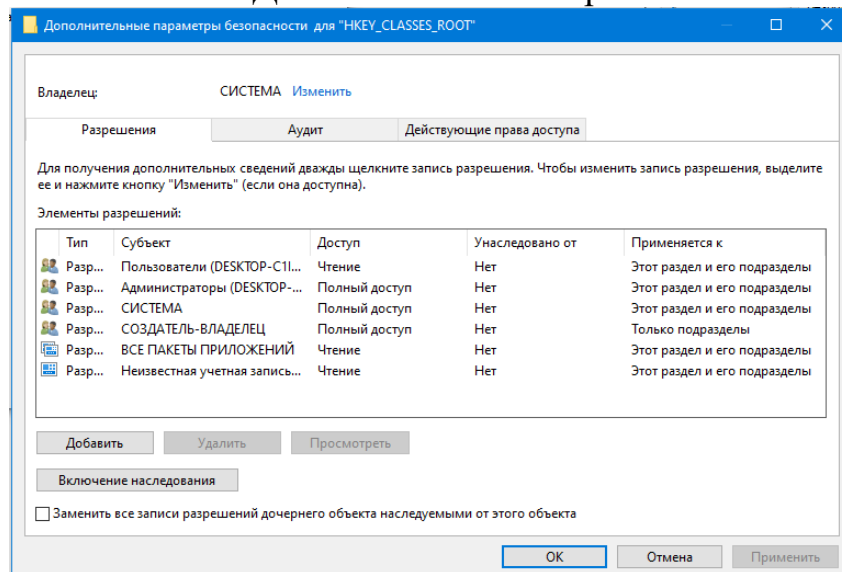 Дополнительные параметры безопасности для "HKEY_CLASSES_ROOT"
Владелец: СИСТЕМА Изменить
Разрешения Аудит Действующие права доступа
Для получения дополнительных сведений дважды щелкните запись разрешения. Чтобы изменить запись разрешения, выделите
ее и нажмите кнопку "Изменить" (если она доступна).
Элементы разрешений:
Тип Субъект Доступ Унаследовано от Применяется к
Разр... Пользователи (DESKTOP-C1I... Чтение Нет Этот раздел и его подразделы
Разр... Администраторы (DESKTOP-... Полный доступ Нет Этот раздел и его подразделы
Разр... СИСТЕМА Полный доступ Нет Этот раздел и его подразделы
Разр... СОЗДАТЕЛЬ-ВЛАДЕЛЕЦ Полный доступ Нет Только подразделы
Разр... ВСЕ ПАКЕТЫ ПРИЛОЖЕНИЙ Чтение Нет Этот раздел и его подразделы
Разр... Неизвестная учетная запись... Чтение Нет Этот раздел и его подразделы
Добавить Удалить Просмотреть
Включение наследования
Заменить все записи разрешений дочернего объекта наследуемыми от этого объекта
ОК Отмена Применить